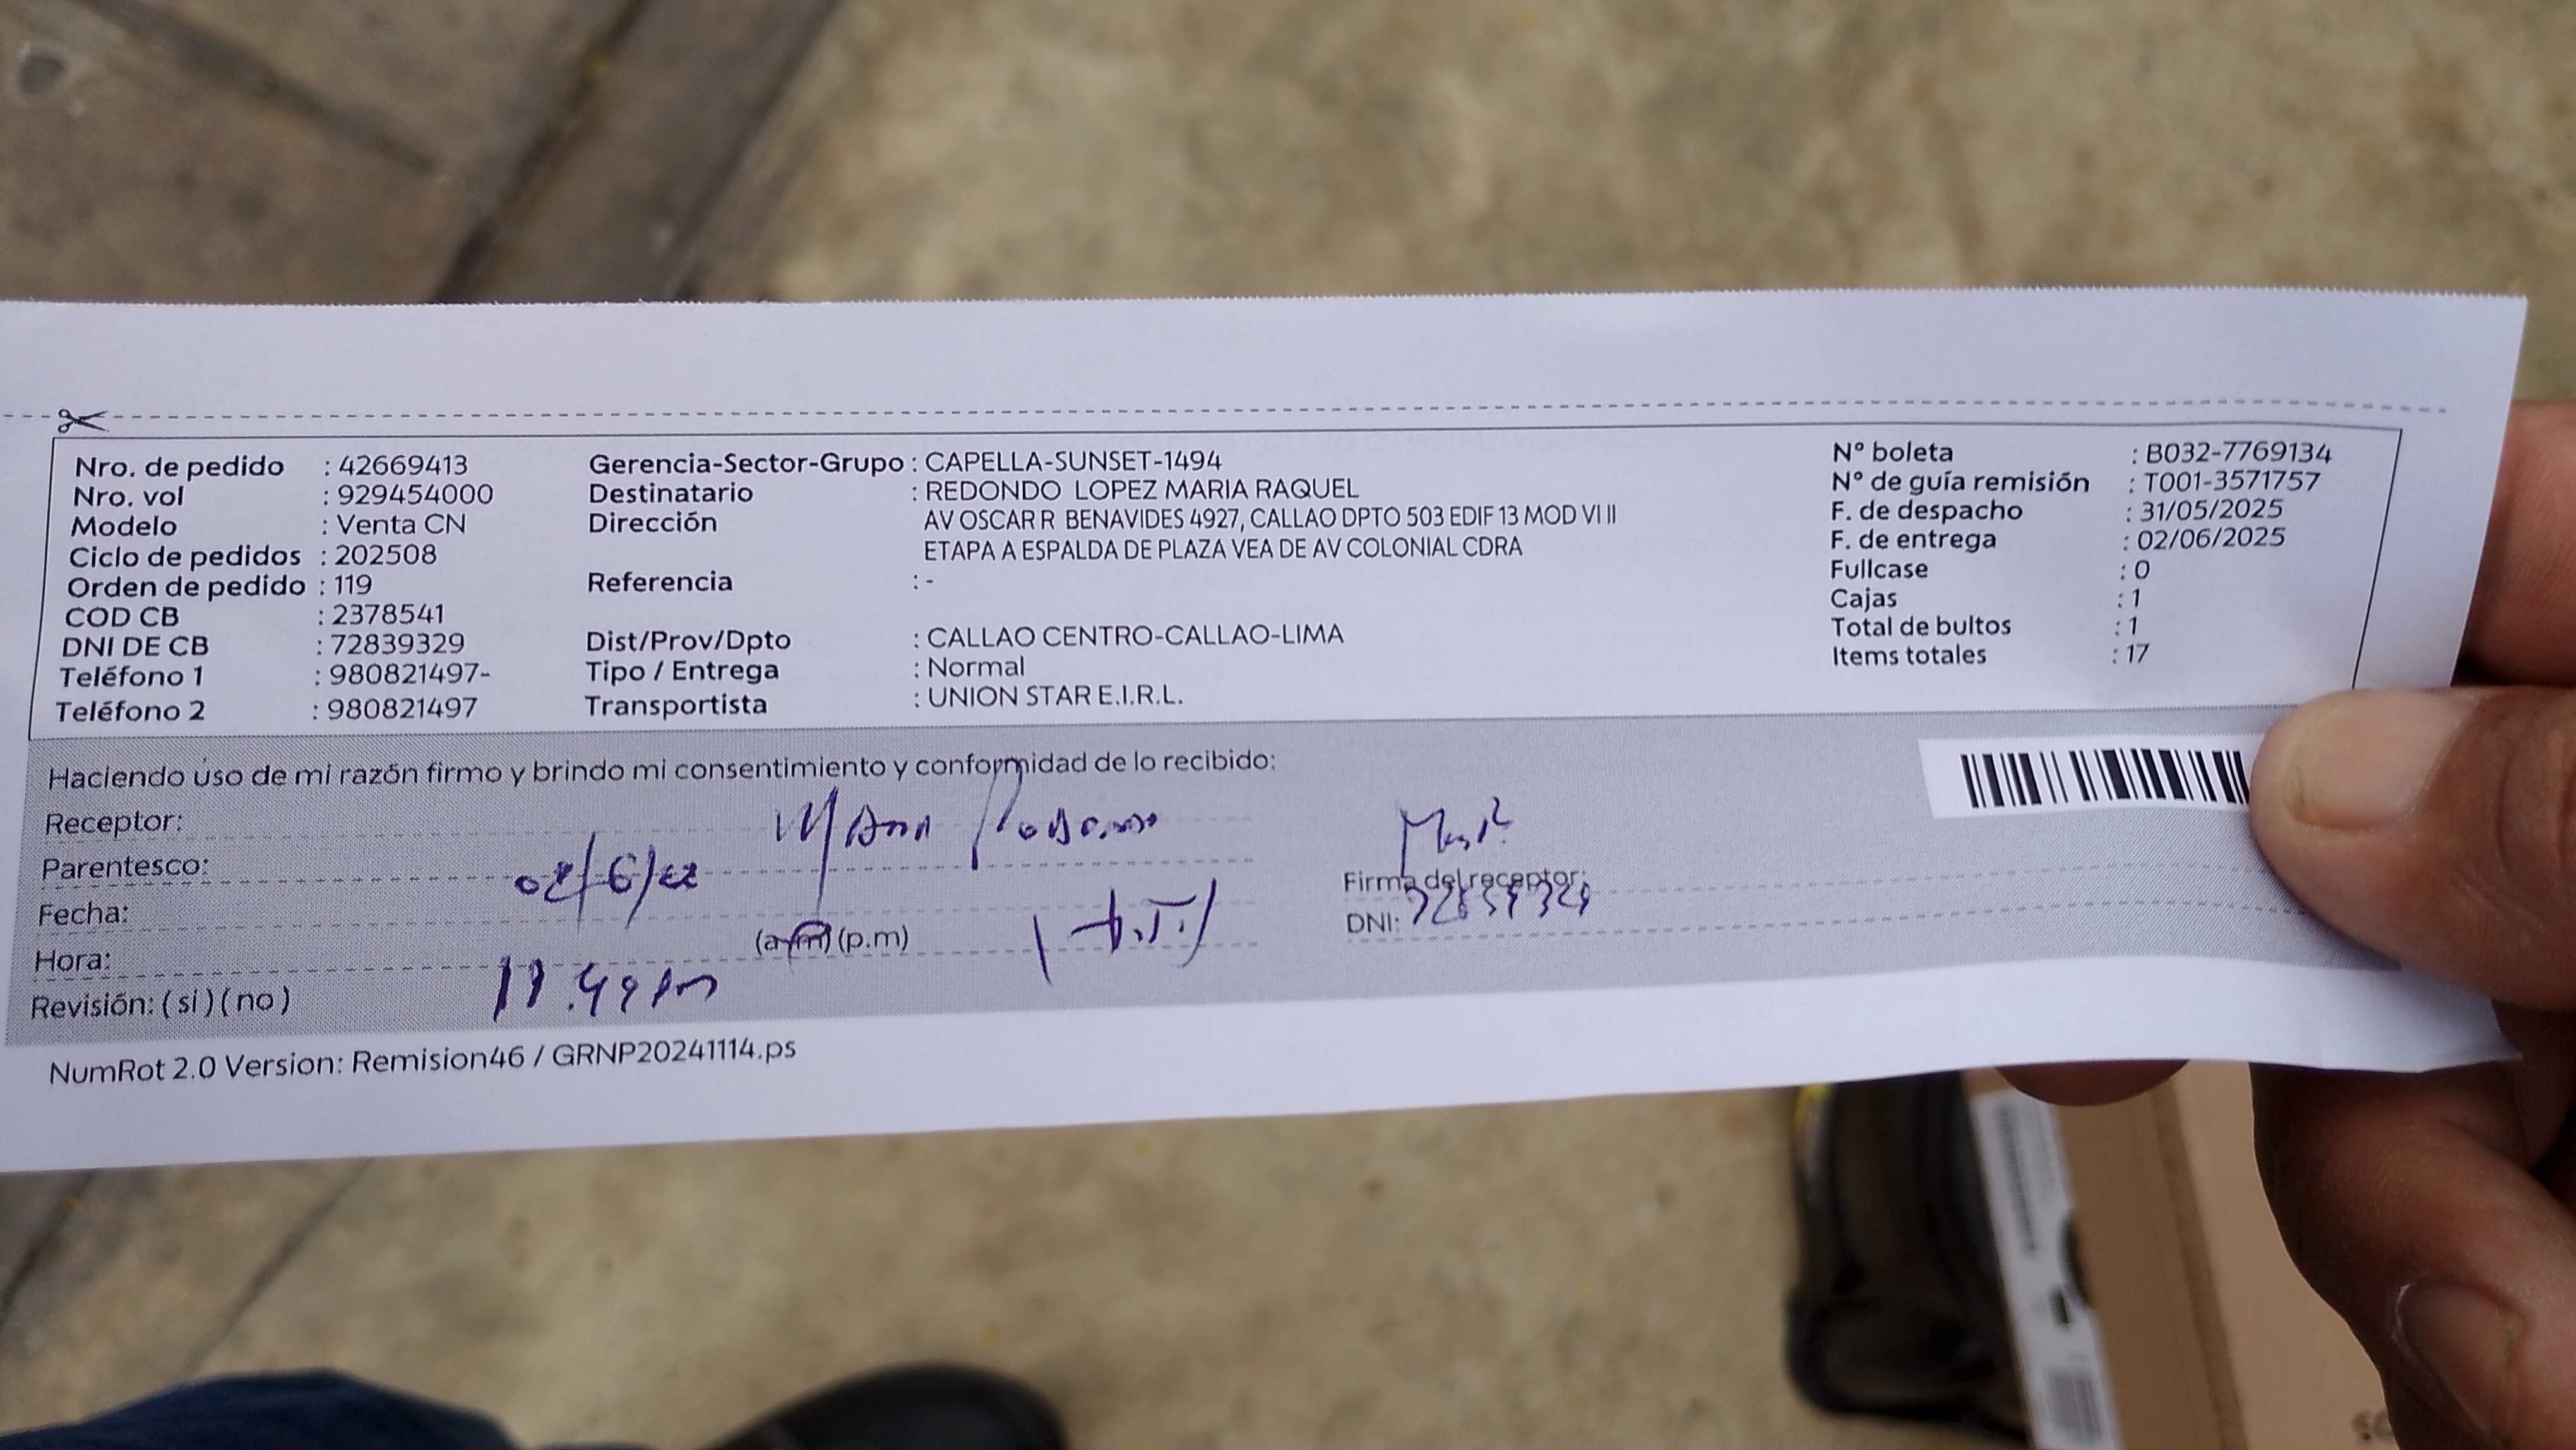 Nro. de pedido : 42669413
Nro. vol : 929454000
Modelo : Venta CN
Ciclo de pedidos : 202508
Orden de pedido : 119
COD CB : 2378541
DNI DE CB : 72839329
Teléfono 1 : 980821497-
Teléfono 2 : 980821497
Gerencia-Sector-Grupo : CAPELLA-SUNSET-1494
Destinatario : REDONDO LOPEZ MARIA RAQUEL
Dirección AV OSCAR R BENAVIDES 4927, CALLAO DPTO 503 EDIF 13 MOD VI II
ETAPA A ESPALDA DE PLAZA VEA DE AV COLONIAL CDRA
Referencia : -
Dist/Prov/Dpto : CALLAO CENTRO-CALLAO-LIMA
Tipo / Entrega : Normal
Transportista : UNION STAR E.I.R.L.
N° boleta : B032-7769134
N° de guía remisión : T001-3571757
F. de despacho : 31/05/2025
F. de entrega : 02/06/2025
Fullcase : 0
Cajas : 1
Total de bultos : 1
Items totales : 17
Haciendo uso de mi razón firmo y brindo mi consentimiento y conformidad de lo recibido:
Receptor:
Parentesco:
Fecha:
Hora: (a.m) (p.m)
Revisión: ( si ) ( no )
Firma del receptor:
DNI:
NumRot 2.0 Version: Remision46 / GRNP20241114.ps